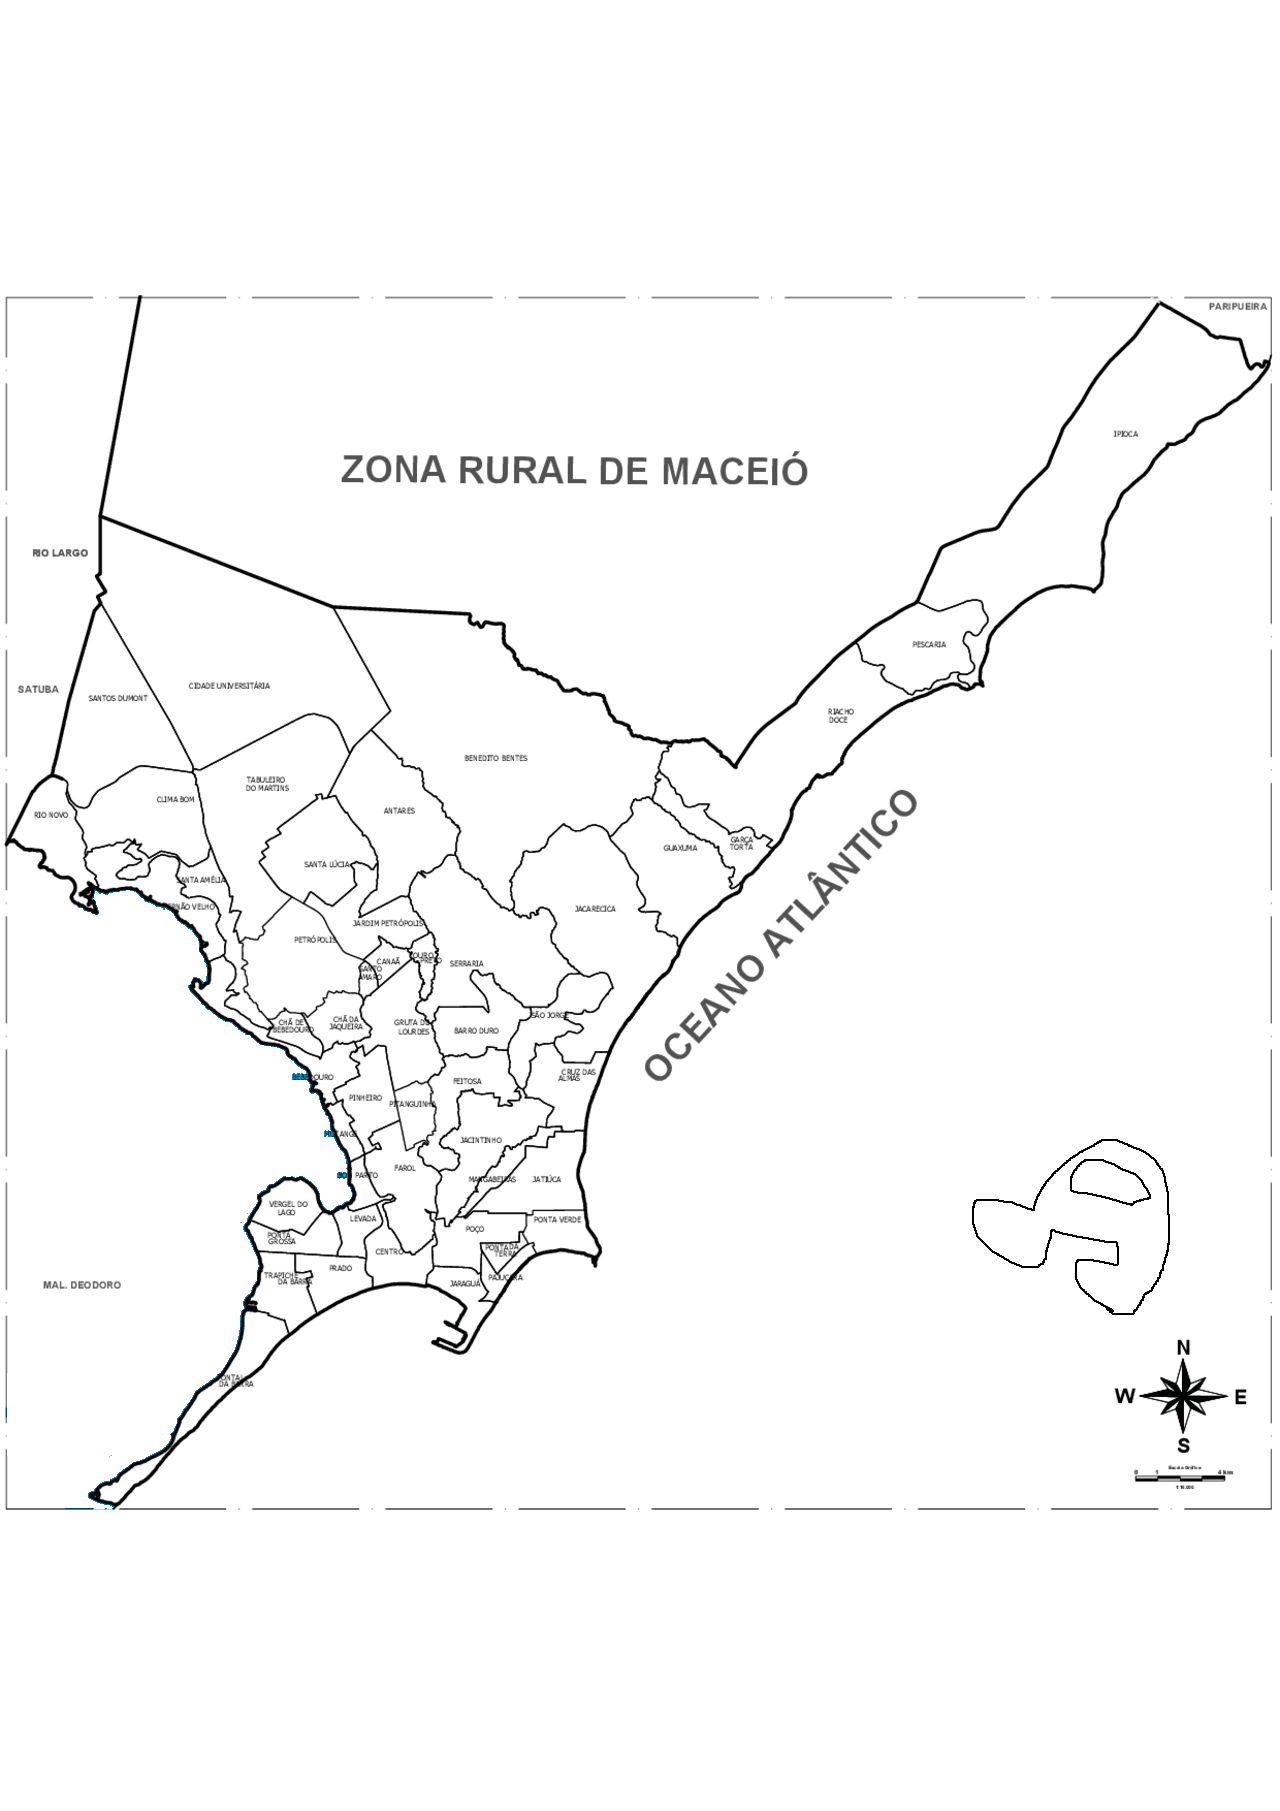 PARIPUEIRA
IPIOCA
ZONA RURAL DE MACEIÓ
RIO LARGO
PESCARIA
SATUBA
CIDADE UNIVERSITÁRIA
SANTOS DUMONT
RIACHO
DOCE
BENEDITO BENTES
TABULEIRO
DO MARTINS
CLIMA BOM
ANTARES
RIO NOVO
GARÇA
TORTA
GUAXUMA
SANTA LÚCIA
SANTA AMÉLIA
FERNÃO VELHO
JACARECICA
JARDIM PETRÓPOLIS
PETRÓPOLIS
OURO
PRETO
CANAÃ
SERRARIA
SANTO
AMARO
OCEANO ATLÂNTICO
SÃO JORGE
CHÃ DE
BEBEDOURO
CHÃ DA
JAQUEIRA
GRUTA DE
LOURDES
BARRO DURO
CRUZ DAS
ALMAS
BEBEDOURO
FEITOSA
PINHEIRO
PITANGUINHA
MUTANGE
JACINTINHO
FAROL
BOM PARTO
MANGABEIRAS
JATIÚCA
VERGEL DO
LAGO
LEVADA
PONTA VERDE
POÇO
PONTA
GROSSA
CENTRO
PONTA DA
TERRA
PRADO
TRAPICHE
DA BARRA
PAJUÇARA
JARAGUÁ
MAL. DEODORO
PONTAL
DA BARRA
N
W
E
S
Escala Gráfica
0 1 4 km